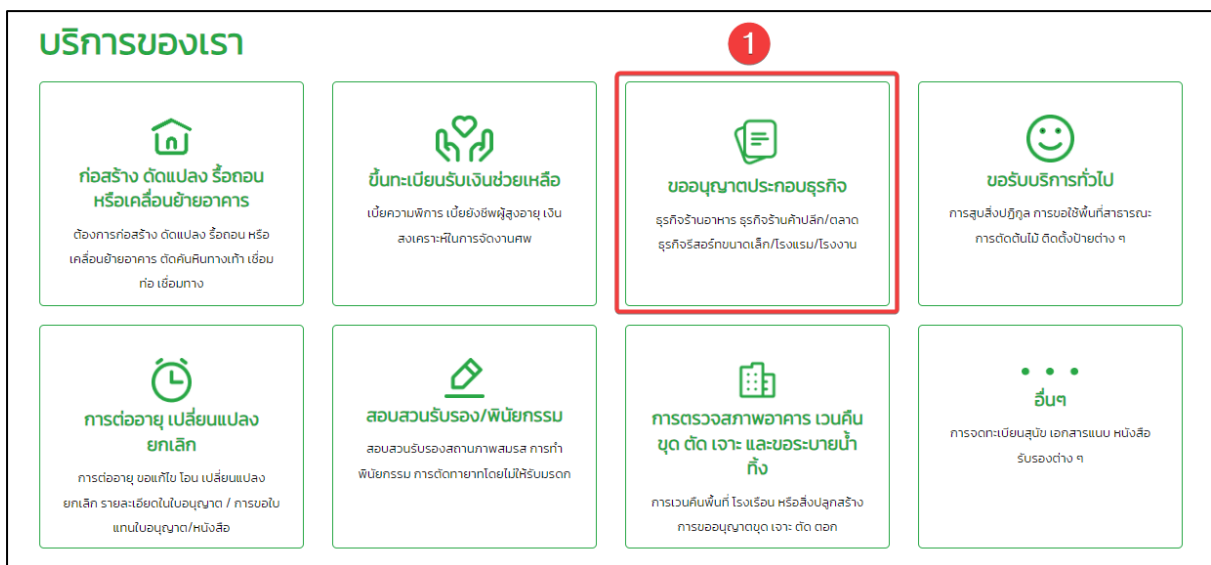 บริการของเรา
1
ก่อสร้าง ดัดแปลง รื้อถอน
หรือเคลื่อนย้ายอาคาร
ต้องการก่อสร้าง ดัดแปลง รื้อถอน หรือ
เคลื่อนย้ายอาคาร ตัดคันหินทางเท้า เชื่อม
ท่อ เชื่อมทาง
ขึ้นทะเบียนรับเงินช่วยเหลือ
เบี้ยความพิการ เบี้ยยังชีพผู้สูงอายุ เงิน
สงเคราะห์ในการจัดงานศพ
ขออนุญาตประกอบธุรกิจ
ธุรกิจร้านอาหาร ธุรกิจร้านค้าปลีก/ตลาด
ธุรกิจรีสอร์ทขนาดเล็ก/โรงแรม/โรงงาน
ขอรับบริการทั่วไป
การสูบสิ่งปฏิกูล การขอใช้พื้นที่สาธารณะ
การตัดต้นไม้ ติดตั้งป้ายต่าง ๆ
การต่ออายุ เปลี่ยนแปลง
ยกเลิก
การต่ออายุ ขอแก้ไข โอน เปลี่ยนแปลง
ยกเลิก รายละเอียดในใบอนุญาต / การขอใบ
แทนใบอนุญาต/หนังสือ
สอบสวนรับรอง/พินัยกรรม
สอบสวนรับรองสถานภาพสมรส การทำ
พินัยกรรม การตัดทายาทโดยไม่ให้รับมรดก
การตรวจสภาพอาคาร เวนคืน
ขุด ตัด เจาะ และขอระบายน้ำ
ทิ้ง
การเวนคืนพื้นที่ โรงเรือน หรือสิ่งปลูกสร้าง
การขออนุญาตขุด เจาะ ตัด ตอก
อื่นๆ
การจดทะเบียนสุนัข เอกสารแนบ หนังสือ
รับรองต่าง ๆ